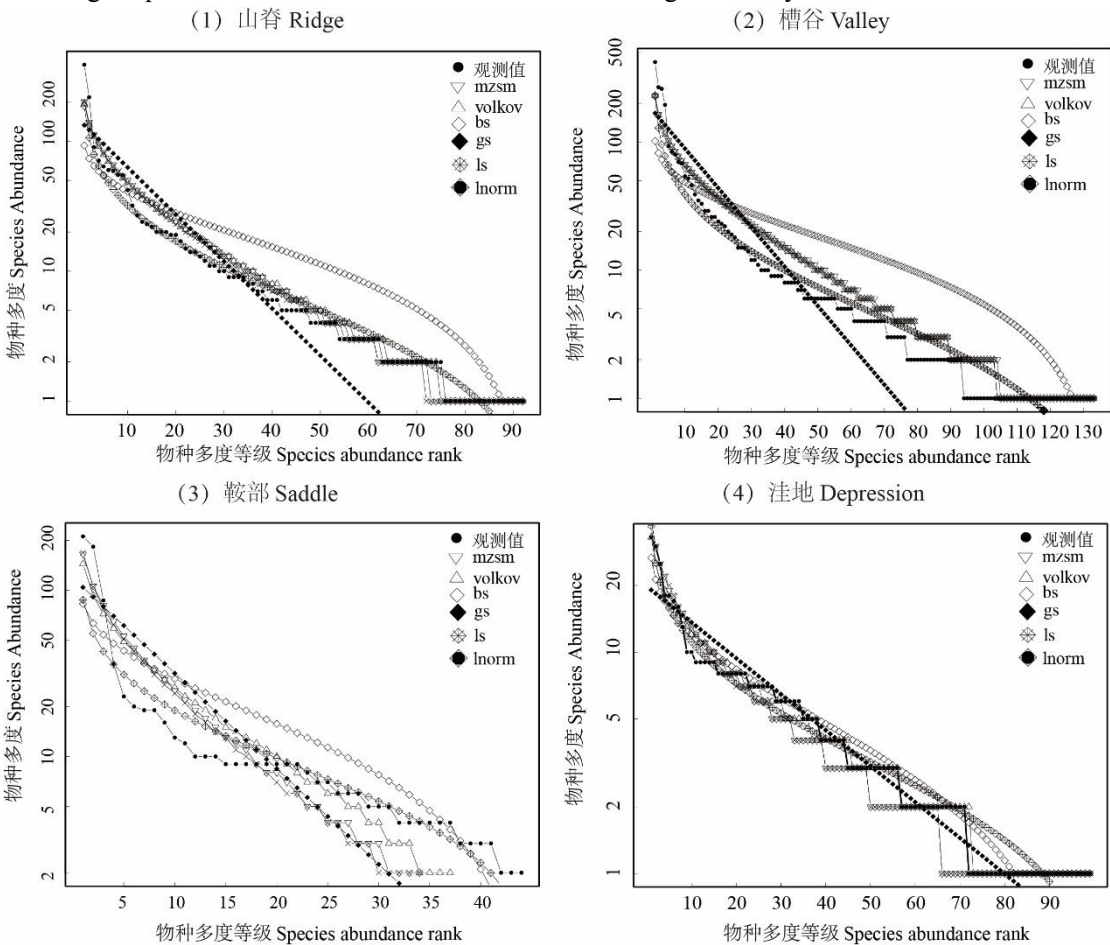 (1) 山脊 Ridge
物种多度 Species Abundance
200
100
50
20
10
5
2
1
观测值
mzsm
volkov
bs
gs
ls
lnorm
10 20 30 40 50 60 70 80 90
物种多度等级 Species abundance rank
(2) 槽谷 Valley
物种多度 Species Abundance
500
200
100
50
20
10
5
2
1
观测值
mzsm
volkov
bs
gs
ls
lnorm
10 20 30 40 50 60 70 80 90 100 110 120 130
物种多度等级 Species abundance rank
(3) 鞍部 Saddle
物种多度 Species Abundance
200
100
50
20
10
5
2
观测值
mzsm
volkov
bs
gs
ls
lnorm
5 10 15 20 25 30 35 40
物种多度等级 Species abundance rank
(4) 洼地 Depression
物种多度 Species Abundance
20
10
5
2
1
观测值
mzsm
volkov
bs
gs
ls
lnorm
10 20 30 40 50 60 70 80 90
物种多度等级 Species abundance rank